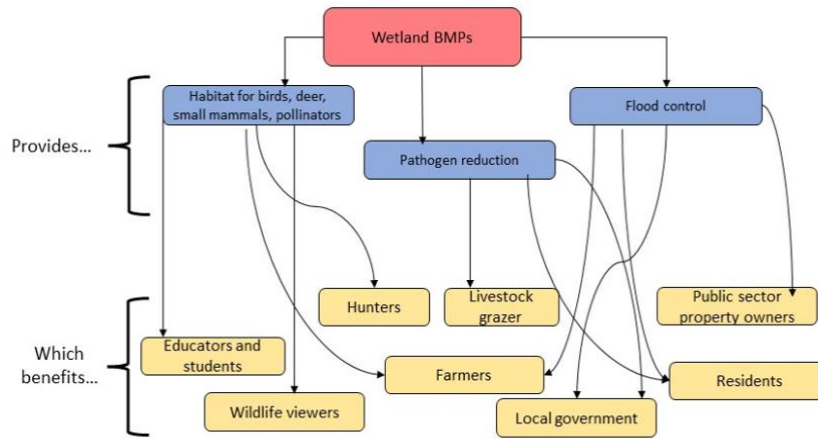 Wetland BMPs
Habitat for birds, deer,
small mammals, pollinators
Flood control
Provides...
Pathogen reduction
Hunters
Livestock
grazer
Public sector
property owners
Educators and
students
Which
benefits...
Farmers
Residents
Wildlife viewers
Local government